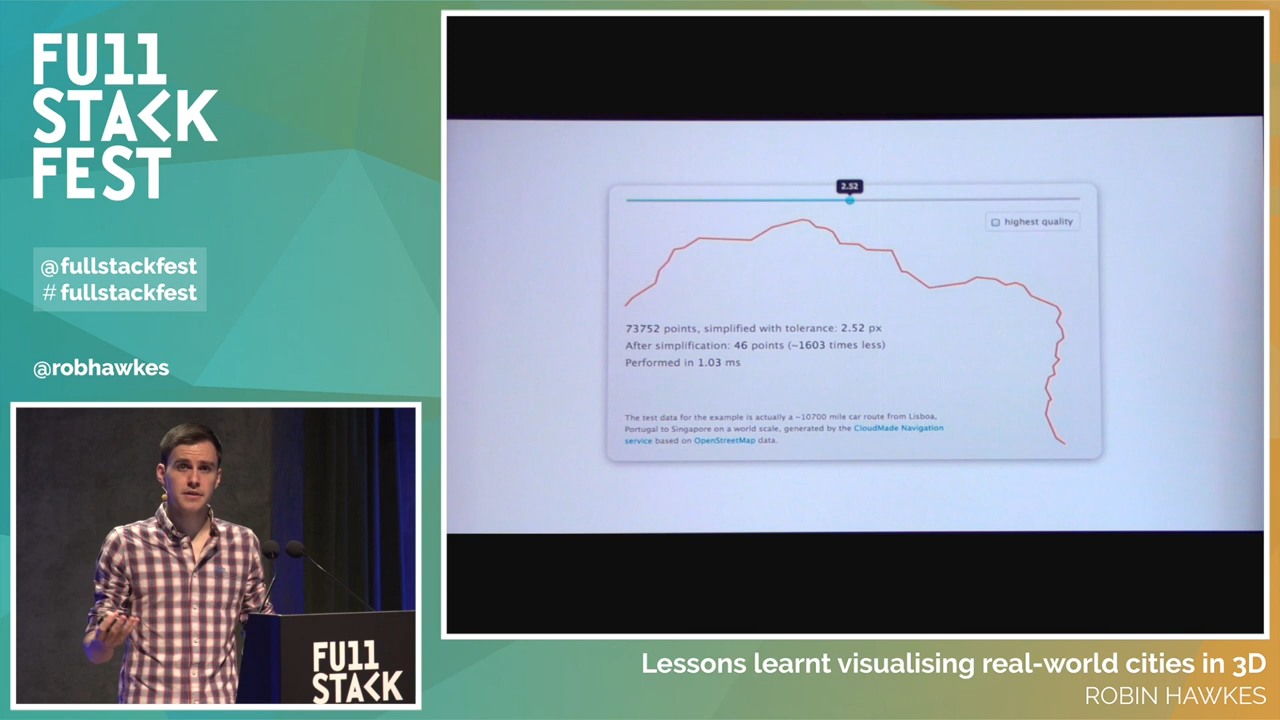 FU11
STACK
FEST
@fullstackfest
# fullstackfest
@robhawkes
FU11
STACK
2.52
highest quality
73752 points, simplified with tolerance: 2.52 px
After simplification: 46 points (~1603 times less)
Performed in 1.03 ms
The test data for the example is actually a ~10700 mile car route from Lisboa,
Portugal to Singapore on a world scale, generated by the CloudMade Navigation
service based on OpenStreetMap data.
Lessons learnt visualising real-world cities in 3D
ROBIN HAWKES